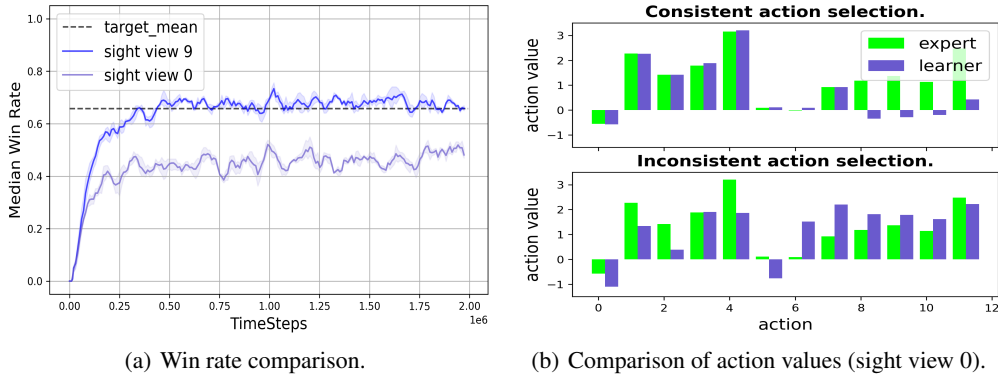 1.0
0.8
0.6
0.4
0.2
0.0
Median Win Rate
target_mean
sight view 9
sight view 0
0.00 0.25 0.50 0.75 1.00 1.25 1.50 1.75 2.00
1e6
TimeSteps
(a) Win rate comparison.
Consistent action selection.
3
2
1
0
−1
action value
expert
learner
Inconsistent action selection.
3
2
1
0
−1
action value
0 2 4 6 8 10 12
action
(b) Comparison of action values (sight view 0).